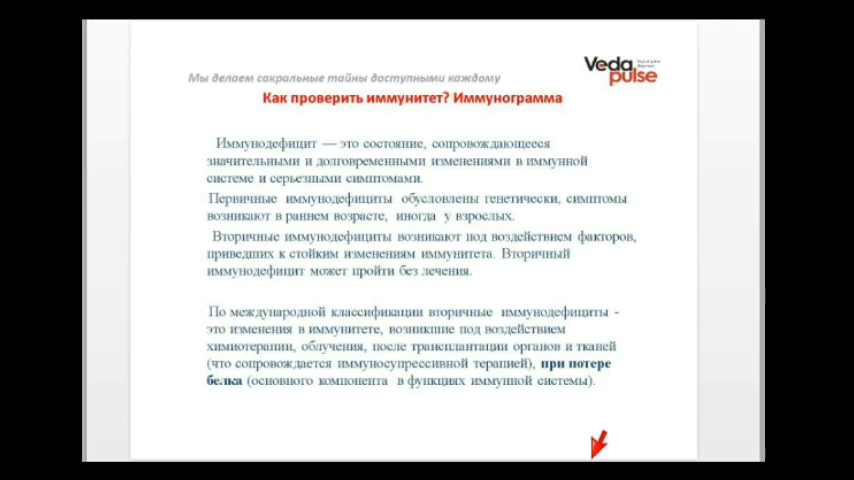 Мы делаем сакральные тайны доступными каждому
Veda
pulse
Как проверить иммунитет? Иммунограмма
Иммунодефицит — это состояние, сопровождающееся
значительными и долговременными изменениями в иммунной
системе и серьезными симптомами.
Первичные иммунодефициты обусловлены генетически, симптомы
возникают в раннем возрасте, иногда у взрослых.
Вторичные иммунодефициты возникают под воздействием факторов,
приведших к стойким изменениям иммунитета. Вторичный
иммунодефицит может пройти без лечения.
По международной классификации вторичные иммунодефициты -
это изменения в иммунитете, возникшие под воздействием
химиотерапии, облучения, после трансплантации органов и тканей
(что сопровождается иммуносупрессивной терапией), при потере
белка (основного компонента в функциях иммунной системы).